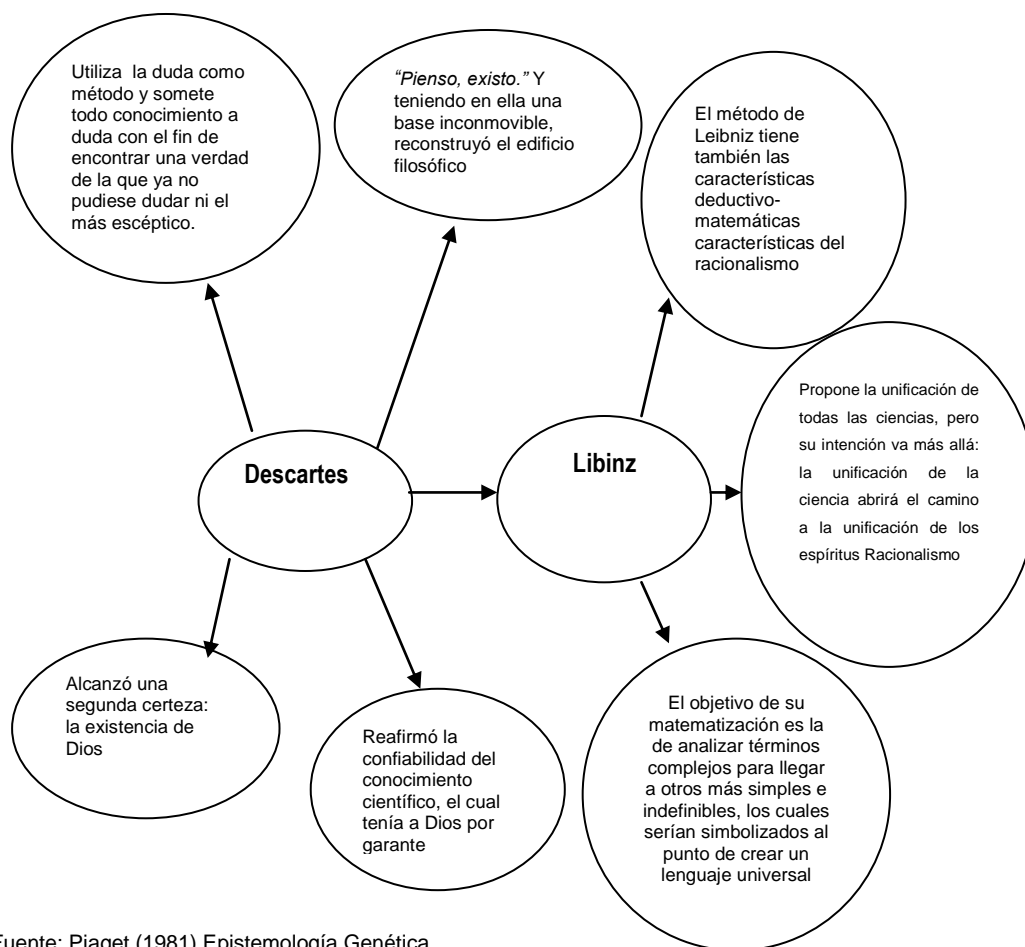 Utiliza la duda como
método y somete
todo conocimiento a
duda con el fin de
encontrar una verdad
de la que ya no
pudiese dudar ni el
más escéptico.
“Pienso, existo.” Y
teniendo en ella una
base inconmovible,
reconstruyó el edificio
filosófico
El método de
Leibniz tiene
también las
características
deductivo-
matemáticas
características del
racionalismo
Propone la unificación de
todas las ciencias, pero
su intención va más allá:
la unificación de la
ciencia abrirá el camino
a la unificación de los
espíritus Racionalismo
Descartes
Libinz
Alcanzó una
segunda certeza:
la existencia de
Dios
Reafirmó la
confiabilidad del
conocimiento
científico, el cual
tenía a Dios por
garante
El objetivo de su
matematización es la
de analizar términos
complejos para llegar
a otros más simples e
indefinibles, los cuales
serían simbolizados al
punto de crear un
lenguaje universal
Fuente: Piaget (1981) Epistemología Genética